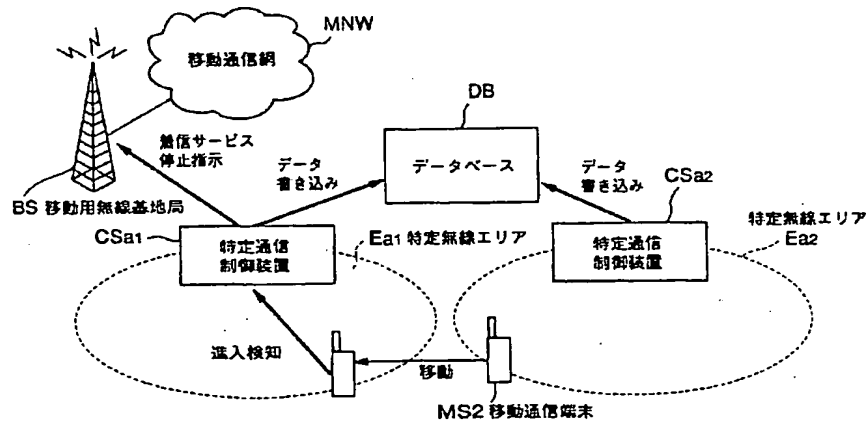 MNW
移動通信網
DB
着信サービス
停止指示
データ
書き込み
データベース
データ
書き込み
CSa2
BS 移動用無線基地局
CSa1
特定通信
制御装置
Ea1 特定無線エリア
特定通信
制御装置
特定無線エリア
Ea2
進入検知
移動
MS2 移動通信端末